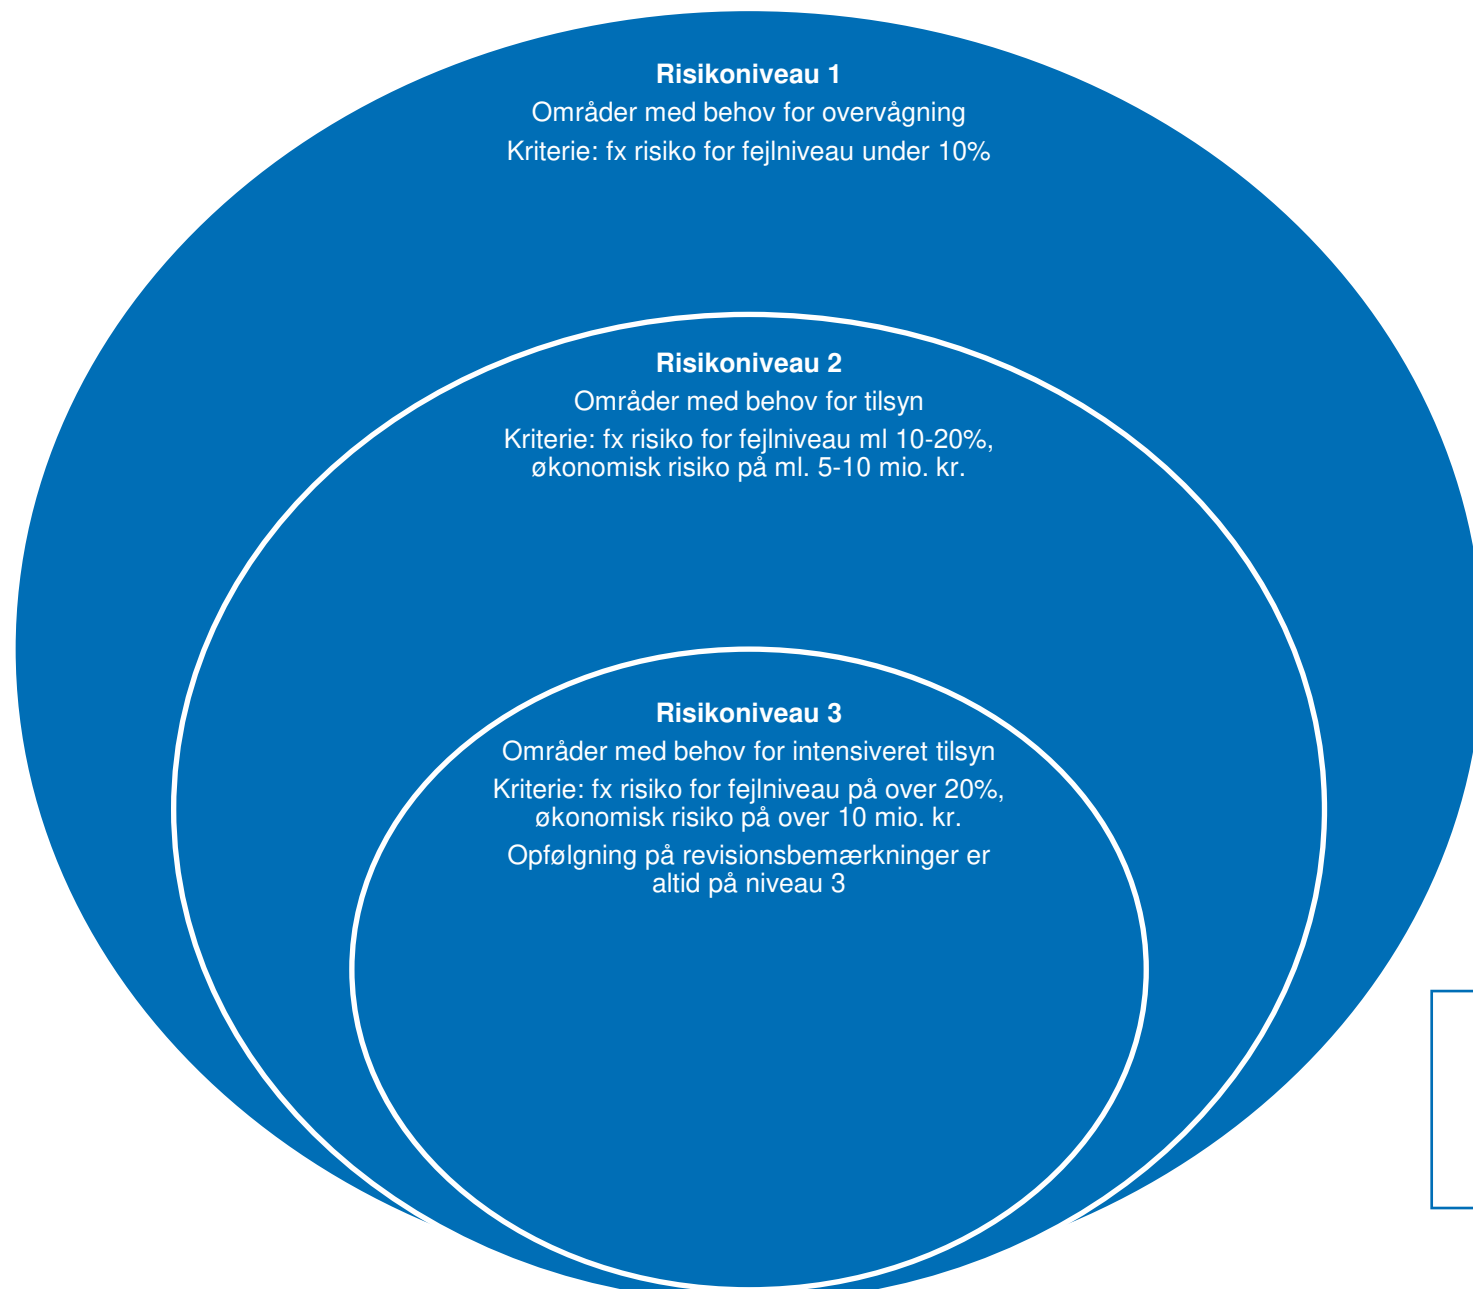 Risikoniveau 1
Områder med behov for overvågning
Kriterie: fx risiko for fejlniveau under 10%
Risikoniveau 2
Områder med behov for tilsyn
Kriterie: fx risiko for fejlniveau ml 10-20%,
økonomisk risiko på ml. 5-10 mio. kr.
Risikoniveau 3
Områder med behov for intensiveret tilsyn
Kriterie: fx risiko for fejlniveau på over 20%,
økonomisk risiko på over 10 mio. kr.
Opfølgning på revisionsbemærkninger er
altid på niveau 3